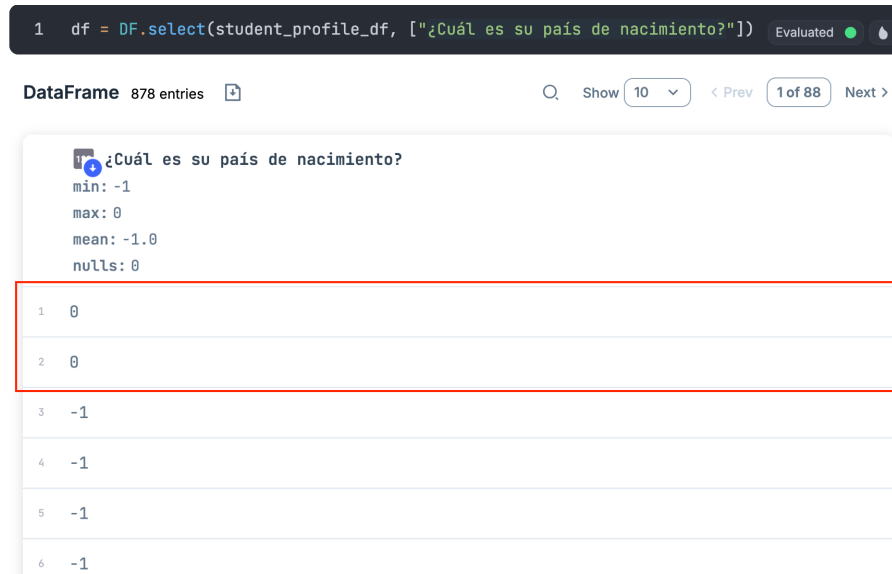 1 df = DF.select(student_profile_df, ["¿Cuál es su país de nacimiento?"]) Evaluated
DataFrame 878 entries Show 10 < Prev 1 of 88 Next >
¿Cuál es su país de nacimiento?
min: -1
max: 0
mean: -1.0
nulls: 0
1 0
2 0
3 -1
4 -1
5 -1
6 -1